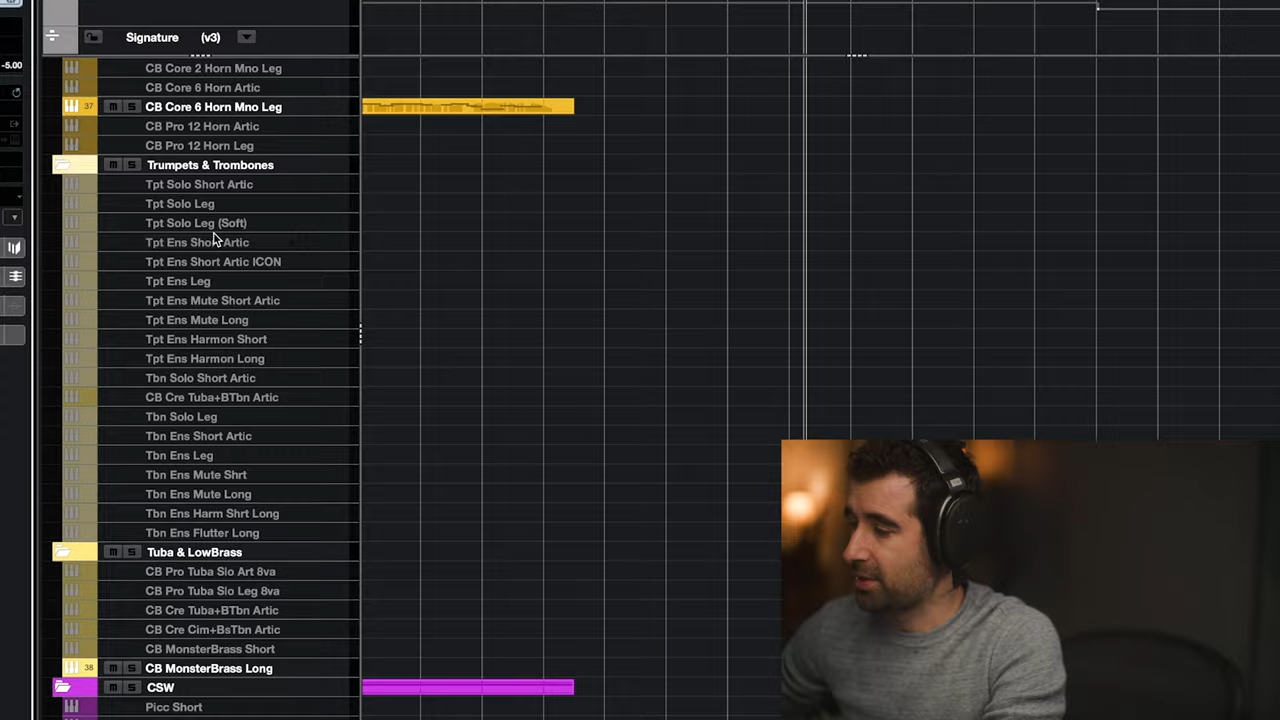 Signature (v3)
-5.00
CB Core 2 Horn Mno Leg
CB Core 6 Horn Artic
37 m S CB Core 6 Horn Mno Leg
CB Pro 12 Horn Artic
CB Pro 12 Horn Leg
m S Trumpets & Trombones
Tpt Solo Short Artic
Tpt Solo Leg
Tpt Solo Leg (Soft)
Tpt Ens Short Artic
Tpt Ens Short Artic ICON
Tpt Ens Leg
Tpt Ens Mute Short Artic
Tpt Ens Mute Long
Tpt Ens Harmon Short
Tpt Ens Harmon Long
Tbn Solo Short Artic
CB Cre Tuba+BTbn Artic
Tbn Solo Leg
Tbn Ens Short Artic
Tbn Ens Leg
Tbn Ens Mute Shrt
Tbn Ens Mute Long
Tbn Ens Harm Shrt Long
Tbn Ens Flutter Long
m S Tuba & LowBrass
CB Pro Tuba Slo Art 8va
CB Pro Tuba Slo Leg 8va
CB Cre Tuba+BTbn Artic
CB Cre Cim+BsTbn Artic
CB MonsterBrass Short
38 m S CB MonsterBrass Long
m S CSW
Picc Short